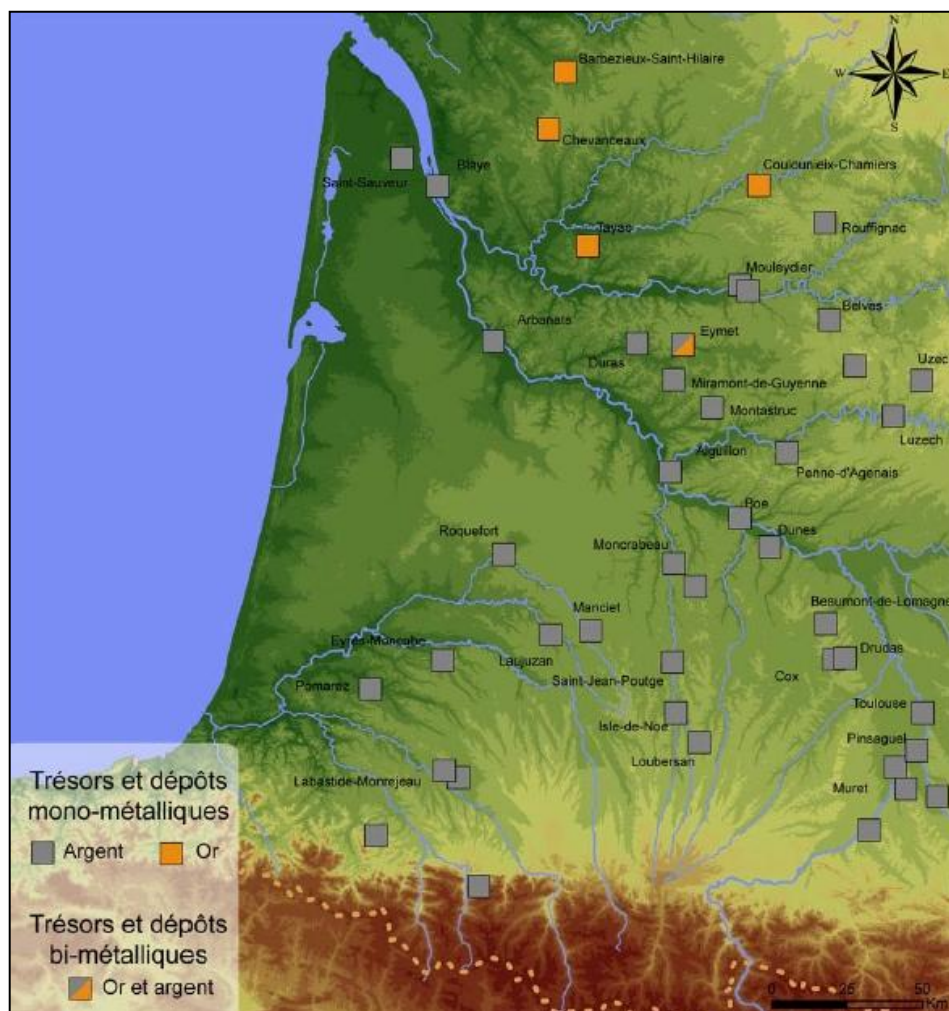 N
W E
S
Barbezieux-Saint-Hilaire
Chevanceaux
Saint-Sauveur
Blaye
Coulounieix-Chamiers
Tayac
Rouffignac
Mouleydier
Belves
Arbanats
Eymet
Duras
Uzech
Miramont-de-Guyenne
Montastruc
Luzech
Aiguillon
Penne-d'Agenais
Boe
Dunes
Roquefort
Moncrabeau
Manciet
Beaumont-de-Lomagne
Eyres-Moncube
Laujuzan
Drudas
Cox
Saint-Jean-Poutge
Pomarez
Toulouse
Isle-de-Noe
Pinsaguel
Loubersan
Labastide-Monrejeau
Muret
Trésors et dépôts
mono-métalliques
Argent Or
Trésors et dépôts
bi-métalliques
Or et argent
0 25 50
Km